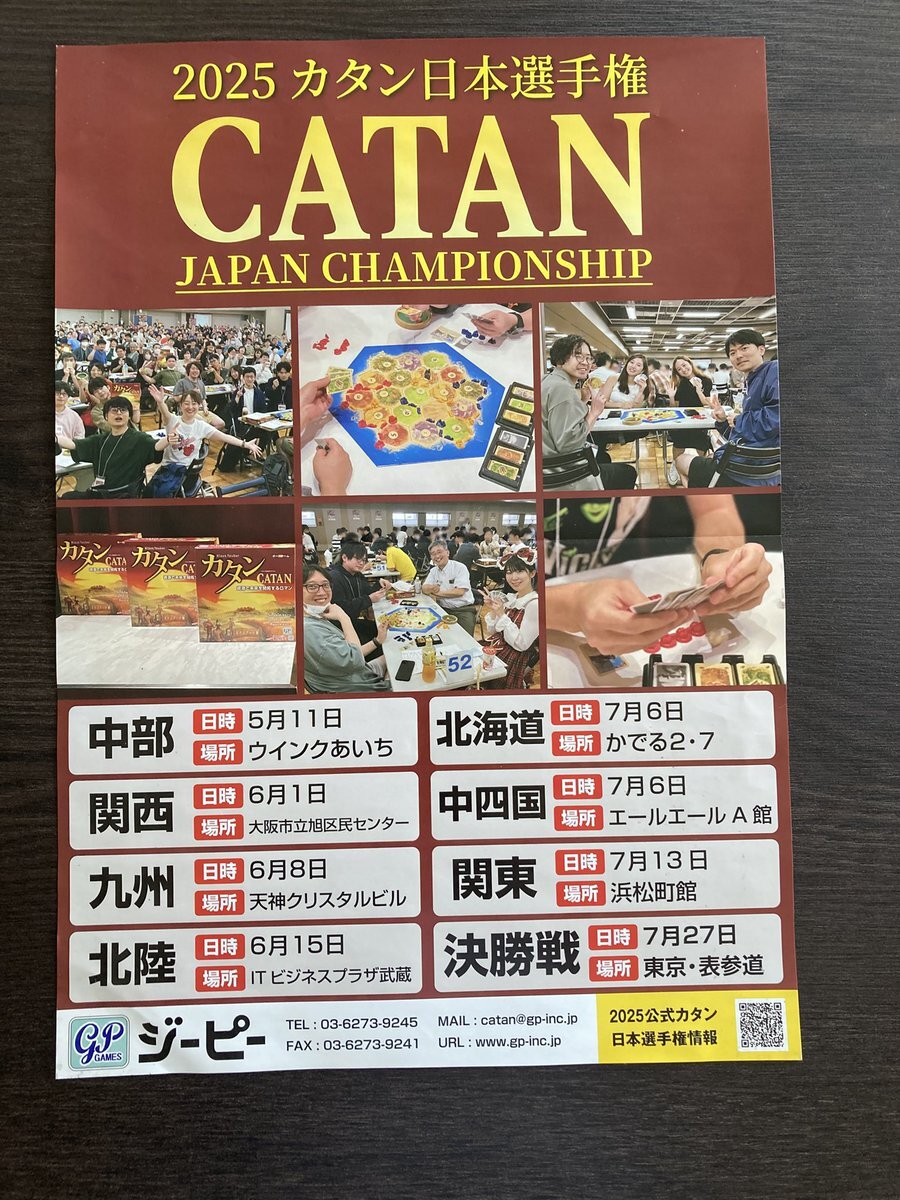 2025 カタン日本選手権
CATAN
JAPAN CHAMPIONSHIP
カタン
CATAN
カタン
CATAN
カタン
CATAN
52
中部
日時 5月11日
場所 ウインクあいち
関西
日時 6月1日
場所 大阪市立旭区民センター
九州
日時 6月8日
場所 天神クリスタルビル
北陸
日時 6月15日
場所 ITビジネスプラザ武蔵
北海道
日時 7月6日
場所 かでる2・7
中四国
日時 7月6日
場所 エールエールA館
関東
日時 7月13日
場所 浜松町館
決勝戦
日時 7月27日
場所 東京・表参道
GP
GAMES
ジーピー
TEL : 03-6273-9245
FAX : 03-6273-9241
MAIL : catan@gp-inc.jp
URL : www.gp-inc.jp
2025公式カタン
日本選手権情報